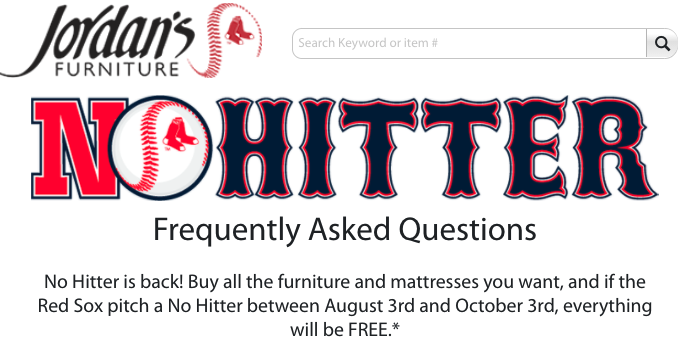 Jordan's
FURNITURE
Search Keyword or item #
NO HITTER
Frequently Asked Questions
No Hitter is back! Buy all the furniture and mattresses you want, and if the
Red Sox pitch a No Hitter between August 3rd and October 3rd, everything
will be FREE.*